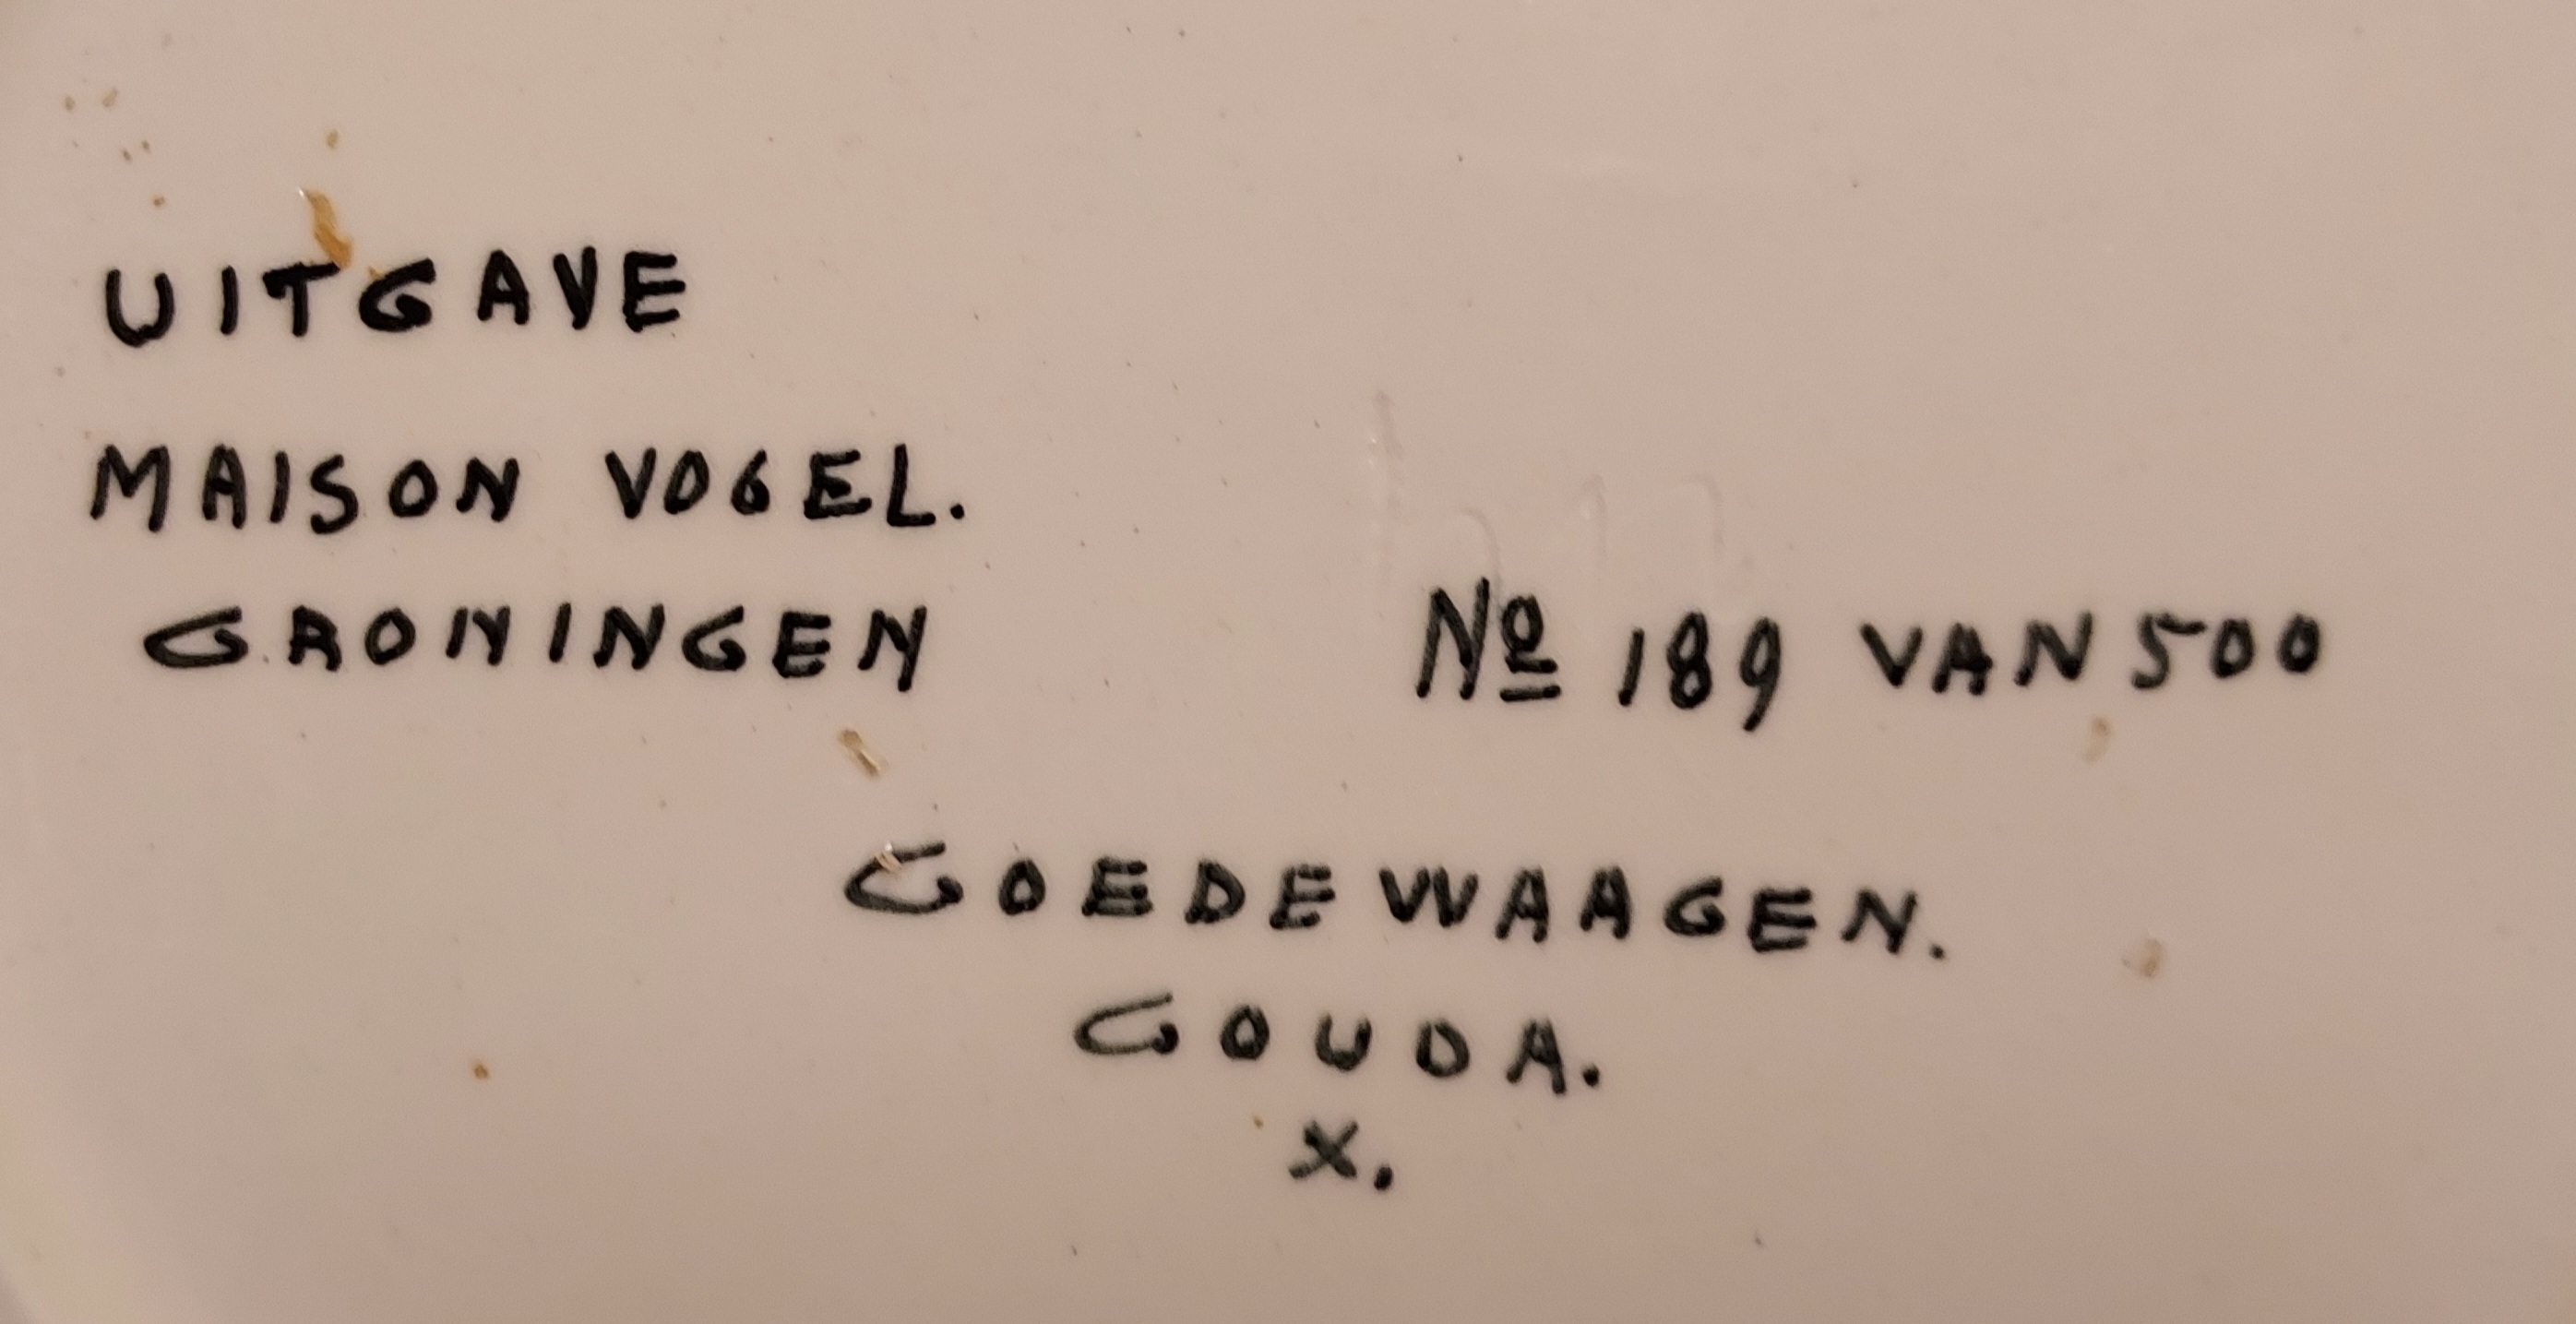 UITGAVE
MAISON VOGEL.
GRONINGEN
Nº 189 VAN 500
GOEDEWAAGEN.
GOUDA.
X.